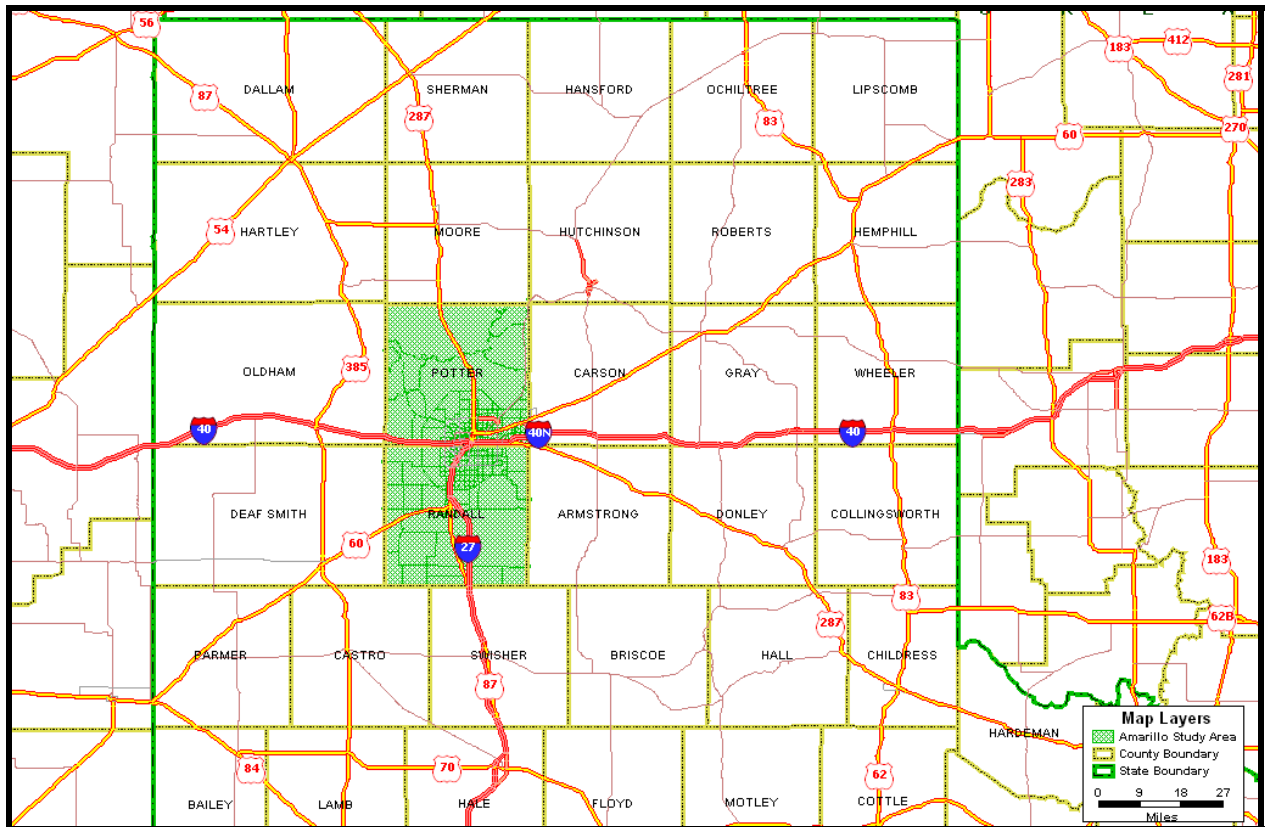 56
O K L A
183
412
281
87
DALLAM
SHERMAN
HANSFORD
OCHILTREE
LIPSCOMB
287
83
60
270
283
54
HARTLEY
MOORE
HUTCHINSON
ROBERTS
HEMPHILL
385
OLDHAM
POTTER
CARSON
GRAY
WHEELER
40
40N
40
DEAF SMITH
RANDALL
ARMSTRONG
DONLEY
COLLINGSWORTH
60
27
183
83
62B
287
PARMER
CASTRO
SWISHER
BRISCOE
HALL
CHILDRESS
87
HARDEMAN
84
70
62
BAILEY
LAMB
HALE
FLOYD
MOTLEY
COTTLE
Map Layers
Amarillo Study Area
County Boundary
State Boundary
0 9 18 27
Miles